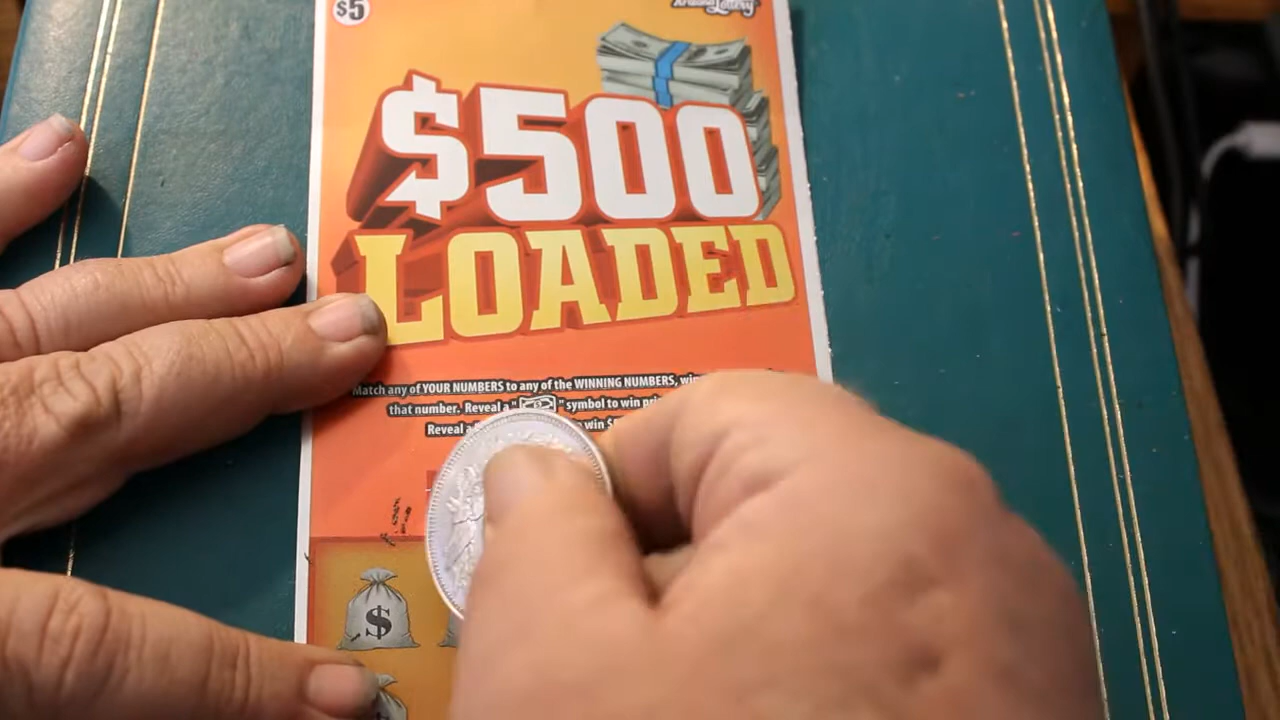 $5
Lottery
$500
LOADED
Match any of YOUR NUMBERS to any of the WINNING NUMBERS, win
that number. Reveal a " " symbol to win
Reveal a win
$